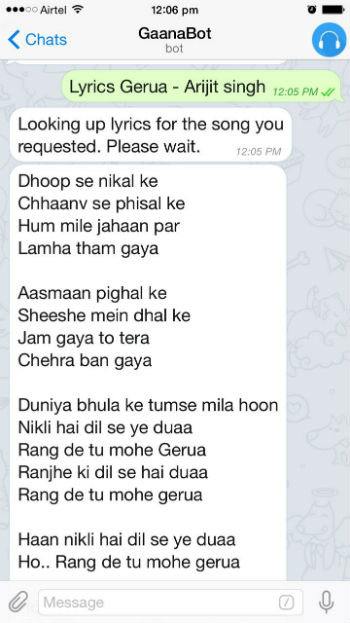 Airtel 12:06 pm
Chats GaanaBot
bot
Lyrics Gerua - Arijit singh 12:05 PM
Looking up lyrics for the song you
requested. Please wait. 12:05 PM
Dhoop se nikal ke
Chhaanv se phisal ke
Hum mile jahaan par
Lamha tham gaya
Aasmaan pighal ke
Sheeshe mein dhal ke
Jam gaya to tera
Chehra ban gaya
Duniya bhula ke tumse mila hoon
Nikli hai dil se ye duaa
Rang de tu mohe Gerua
Ranjhe ki dil se hai duaa
Rang de tu mohe gerua
Haan nikli hai dil se ye duaa
Ho.. Rang de tu mohe gerua
Message